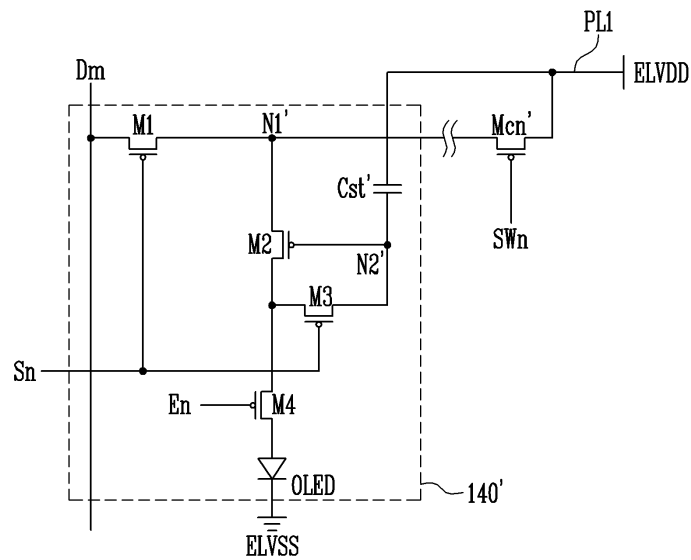 PL1
Dm
ELVDD
M1
N1'
Mcn'
Cst'
SWn
M2
N2'
M3
Sn
En
M4
OLED
140'
ELVSS